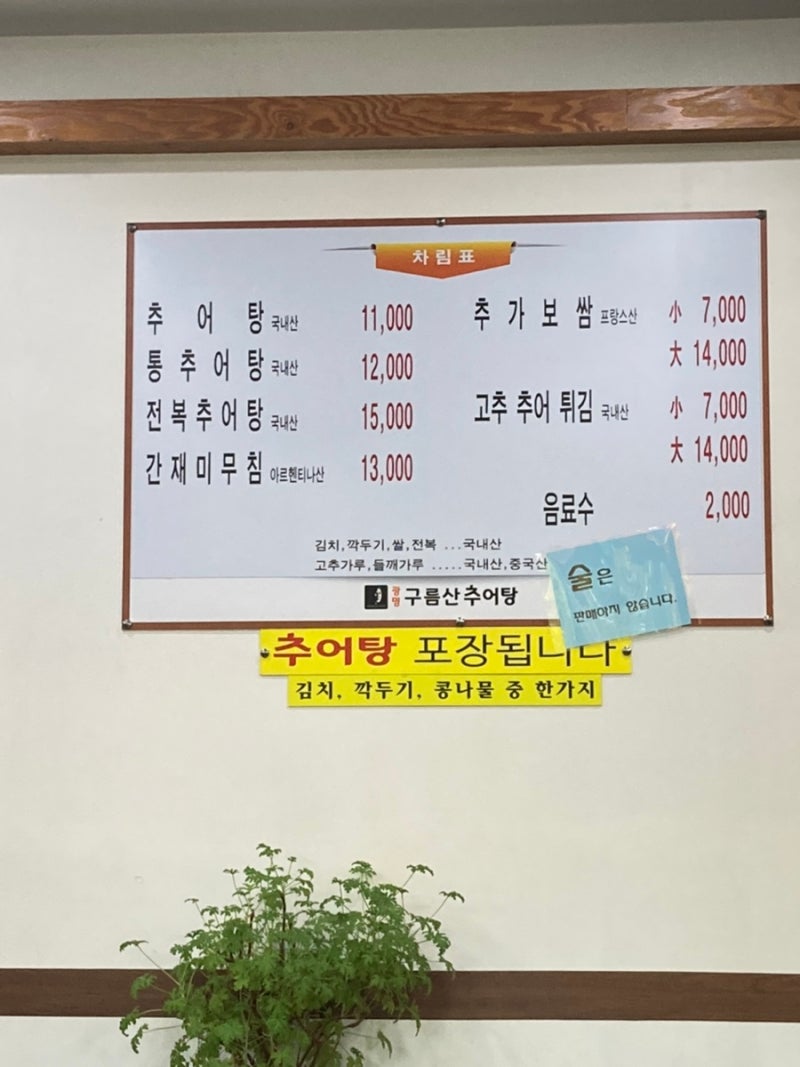 차림표
추어탕 국내산 11,000
통추어탕 국내산 12,000
전복추어탕 국내산 15,000
간재미무침 아르헨티나산 13,000
추가보쌈 프랑스산 小 7,000
大 14,000
고추 추어 튀김 국내산 小 7,000
大 14,000
음료수 2,000
김치,깍두기,쌀,전복 ...국내산
고추가루,들깨가루 .....국내산,중국산
광명 구름산추어탕
술은
판매하지 않습니다.
추어탕 포장됩니다
김치, 깍두기, 콩나물 중 한가지